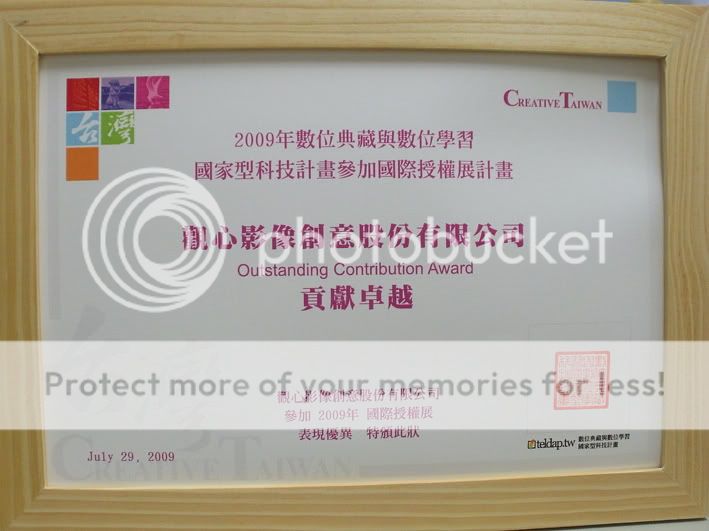 台灣
CREATIVE TAIWAN
2009年數位典藏與數位學習
國家型科技計畫參加國際授權展計畫
觀心影像創意股份有限公司
Outstanding Contribution Award
貢獻卓越
photobucket
Protect more of your memories for less!
觀心影像創意股份有限公司
參加 2009年 國際授權展
表現優異 特頒此狀
July 29, 2009
CREATIVE TAIWAN
teldap.tw 數位典藏與數位學習
國家型科技計畫